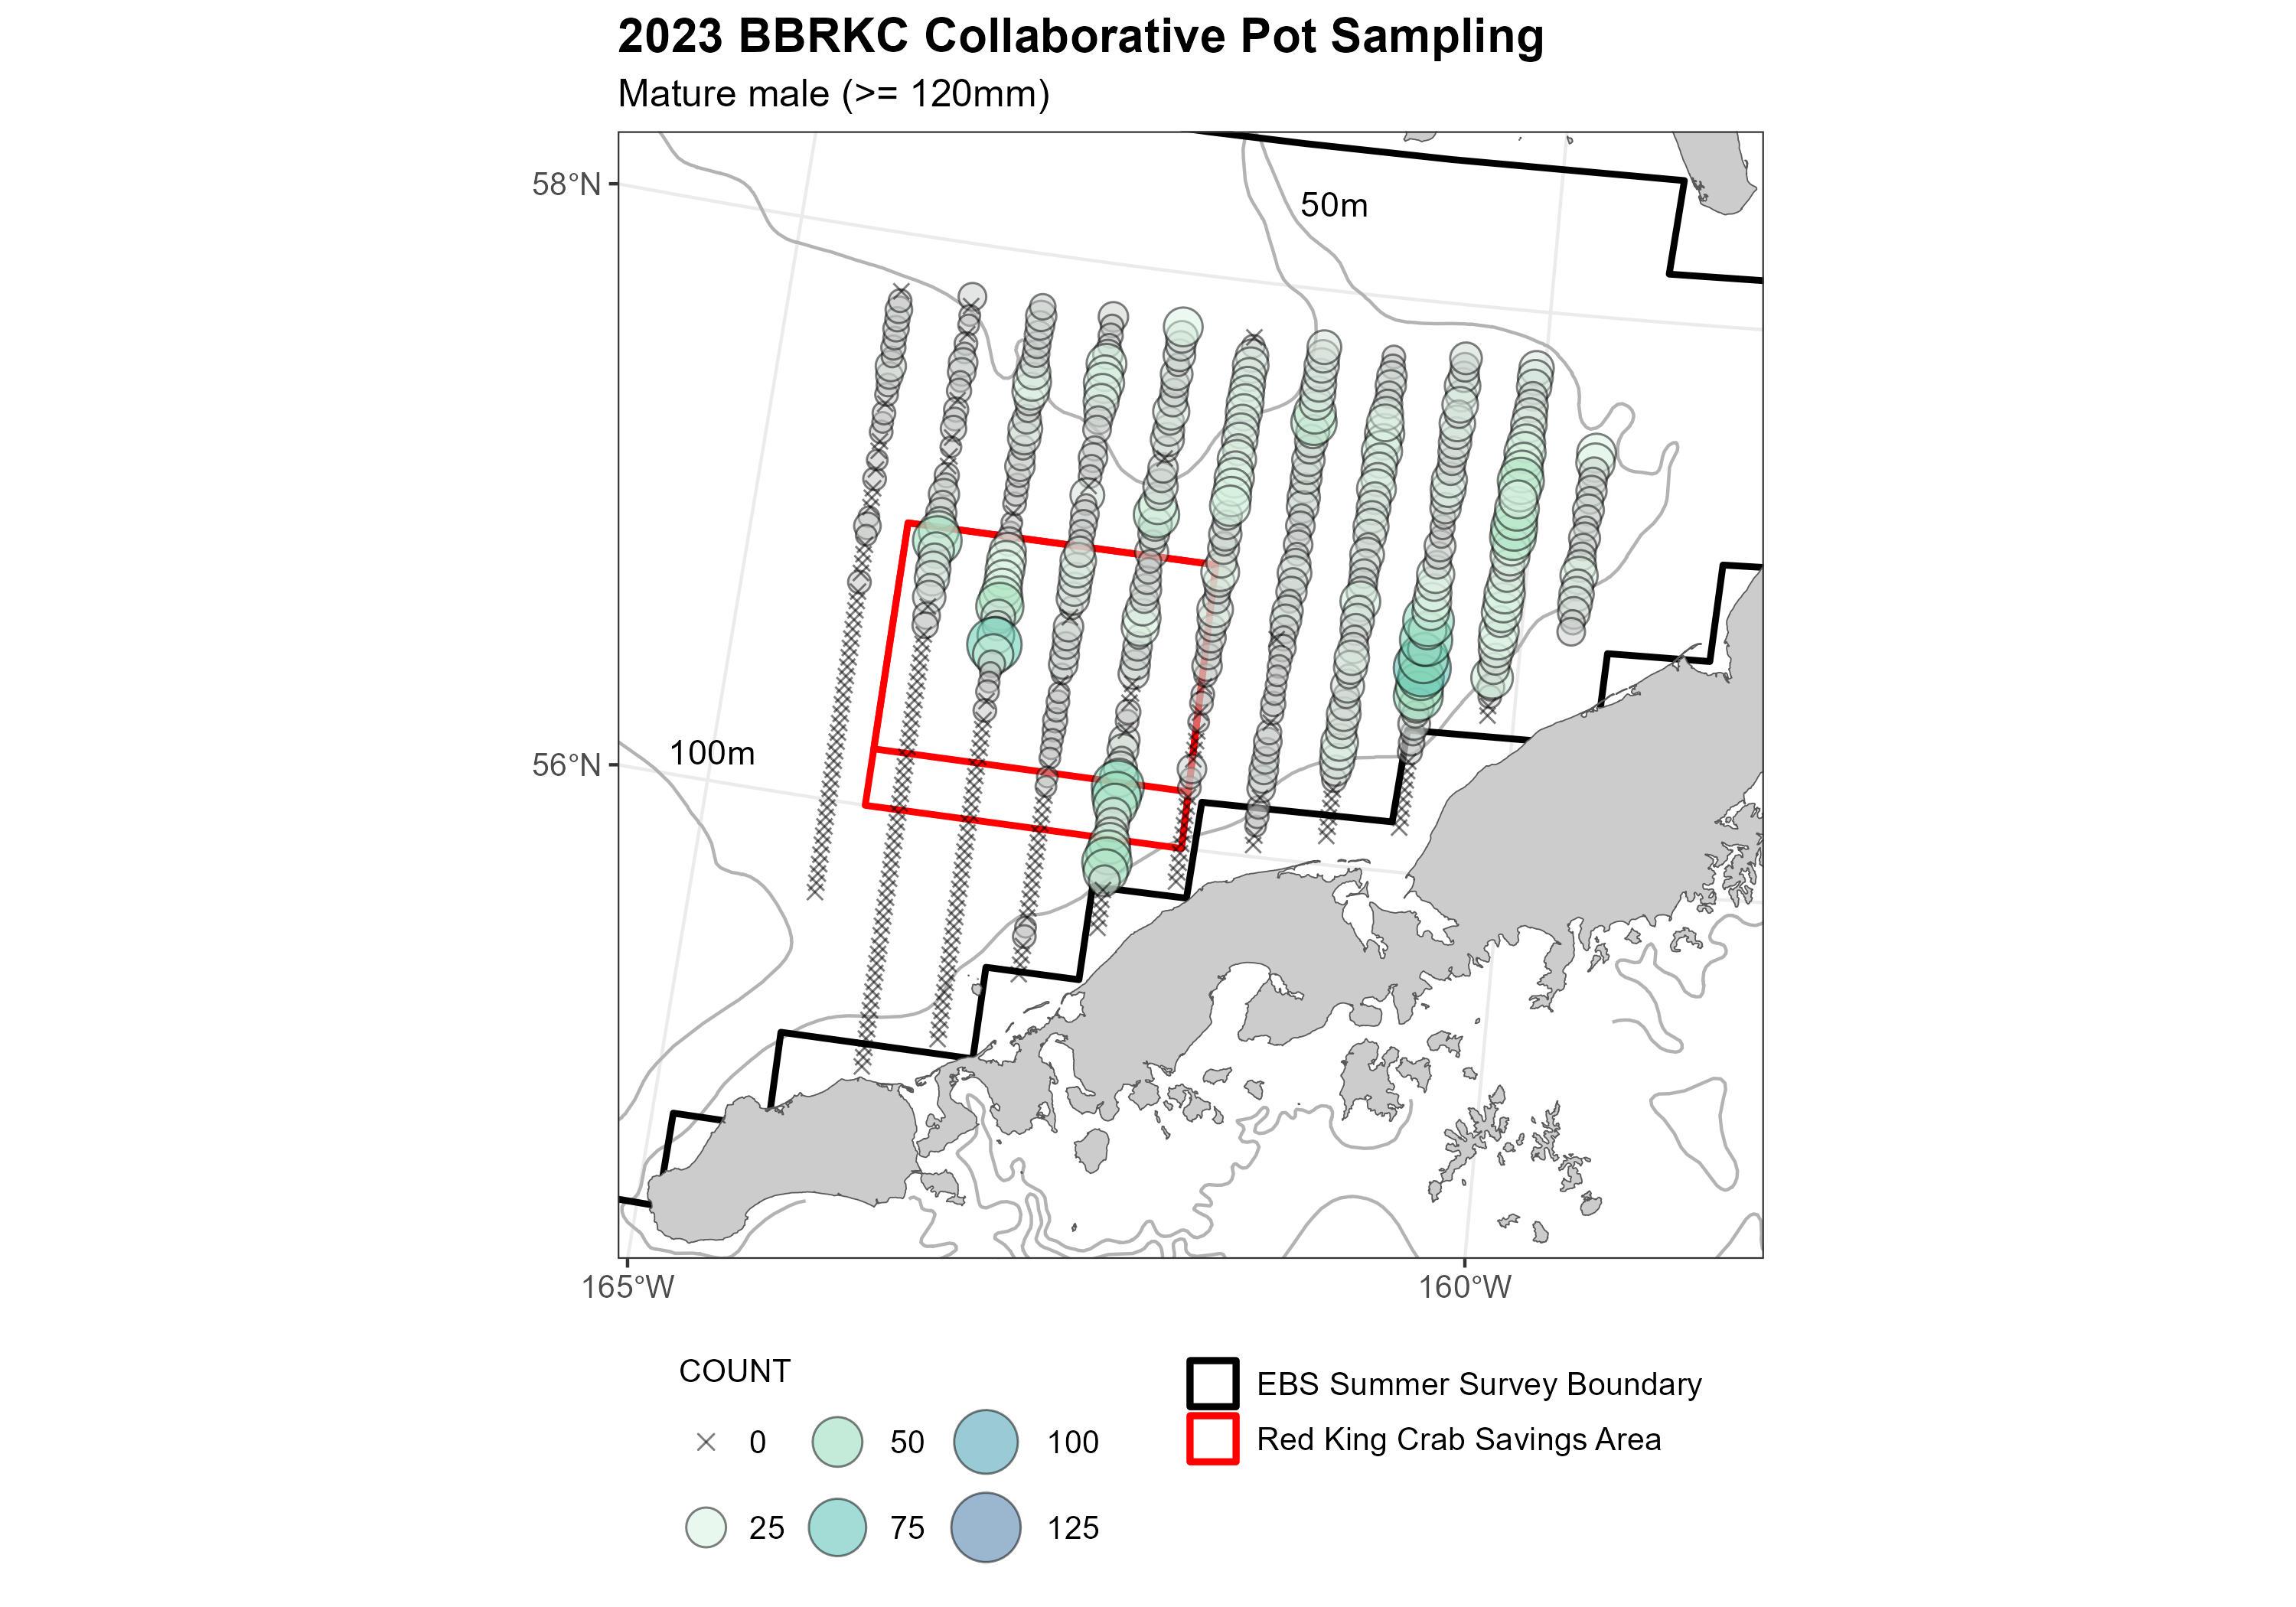 2023 BBRKC Collaborative Pot Sampling
Mature male (>= 120mm)
58°N
50m
56°N
100m
165°W
160°W
COUNT
0
50
100
25
75
125
EBS Summer Survey Boundary
Red King Crab Savings Area